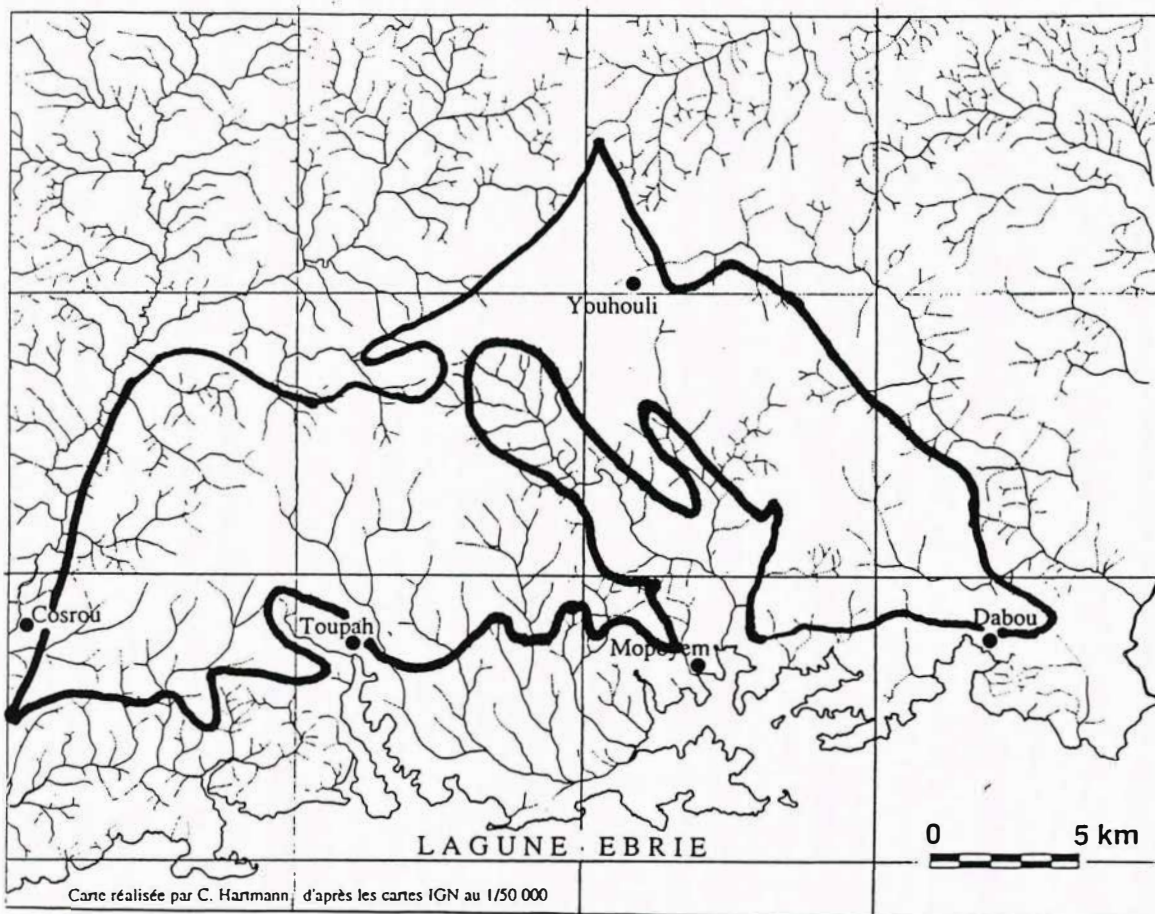 Youhouli
Cosrou
Toupah
Mopoyem
Dabou
0 5 km
LAGUNE EBRIE
Carte réalisée par C. Hartmann d'après les cartes IGN au 1/50 000